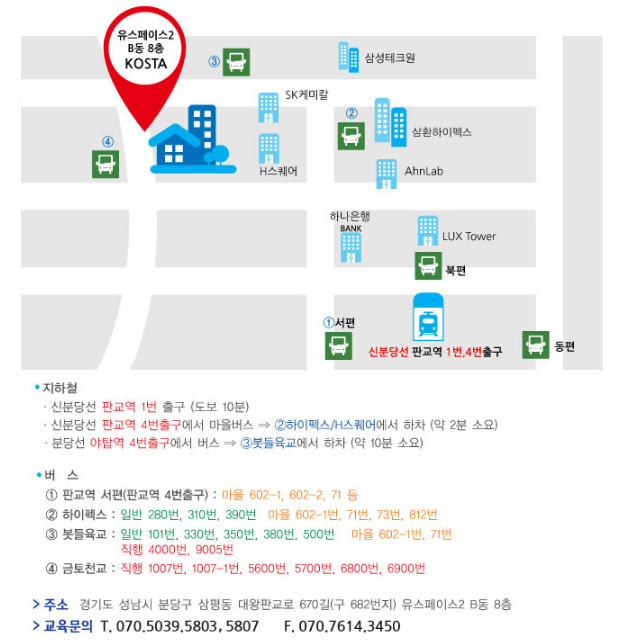 유스페이스2
B동 8층
KOSTA
③
삼성테크원
SK케미칼
②
삼환하이펙스
④
H스퀘어
AhnLab
하나은행
BANK
LUX Tower
북편
①서편
신분당선 판교역 1번,4번출구
동편
• 지하철
· 신분당선 판교역 1번 출구 (도보 10분)
· 신분당선 판교역 4번출구에서 마을버스 ⇒ ②하이펙스/H스퀘어에서 하차 (약 2분 소요)
· 분당선 야탑역 4번출구에서 버스 ⇒ ③봇들육교에서 하차 (약 10분 소요)
• 버 스
① 판교역 서편(판교역 4번출구) : 마을 602-1, 602-2, 71 등
② 하이펙스 : 일반 280번, 310번, 390번 마을 602-1번, 71번, 73번, 812번
③ 봇들육교 : 일반 101번, 330번, 350번, 380번, 500번 마을 602-1번, 71번
직행 4000번, 9005번
④ 금토천교 : 직행 1007번, 1007-1번, 5600번, 5700번, 6800번, 6900번
> 주소 경기도 성남시 분당구 삼평동 대왕판교로 670길(구 682번지) 유스페이스2 B동 8층
> 교육문의 T. 070.5039.5803, 5807 F. 070.7614.3450